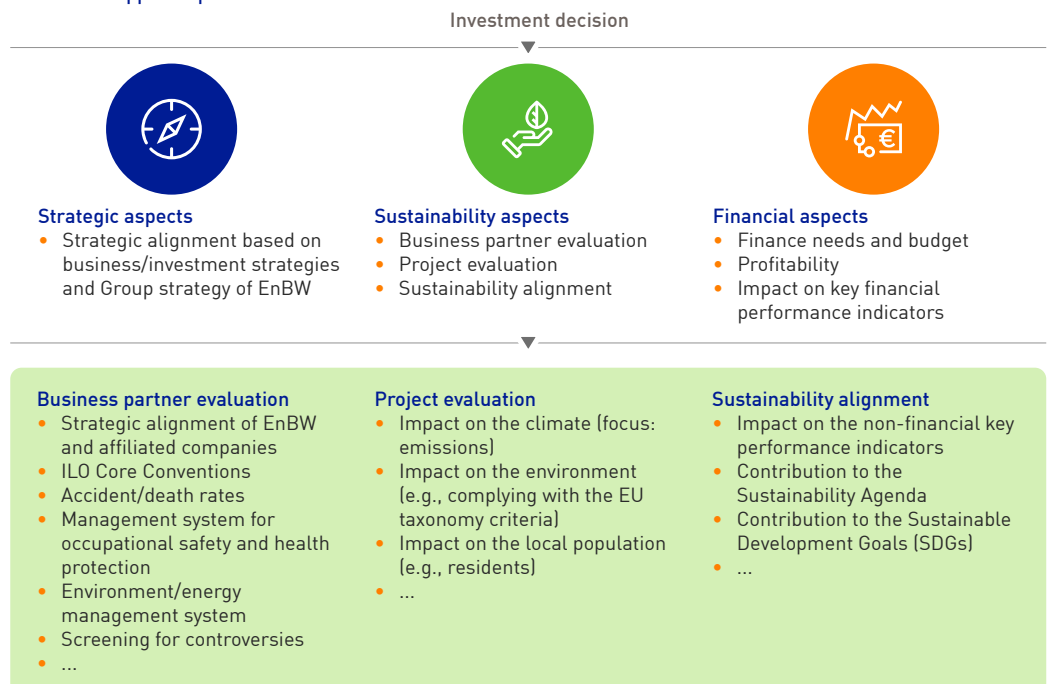 Investment decision
Strategic aspects
• Strategic alignment based on
business/investment strategies
and Group strategy of EnBW
Sustainability aspects
• Business partner evaluation
• Project evaluation
• Sustainability alignment
€
Financial aspects
• Finance needs and budget
• Profitability
• Impact on key financial
performance indicators
Business partner evaluation
• Strategic alignment of EnBW
and affiliated companies
• ILO Core Conventions
• Accident/death rates
• Management system for
occupational safety and health
protection
• Environment/energy
management system
• Screening for controversies
• ...
Project evaluation
• Impact on the climate (focus:
emissions)
• Impact on the environment
(e.g., complying with the EU
taxonomy criteria)
• Impact on the local population
(e.g., residents)
• ...
Sustainability alignment
• Impact on the non-financial key
performance indicators
• Contribution to the
Sustainability Agenda
• Contribution to the Sustainable
Development Goals (SDGs)
• ...